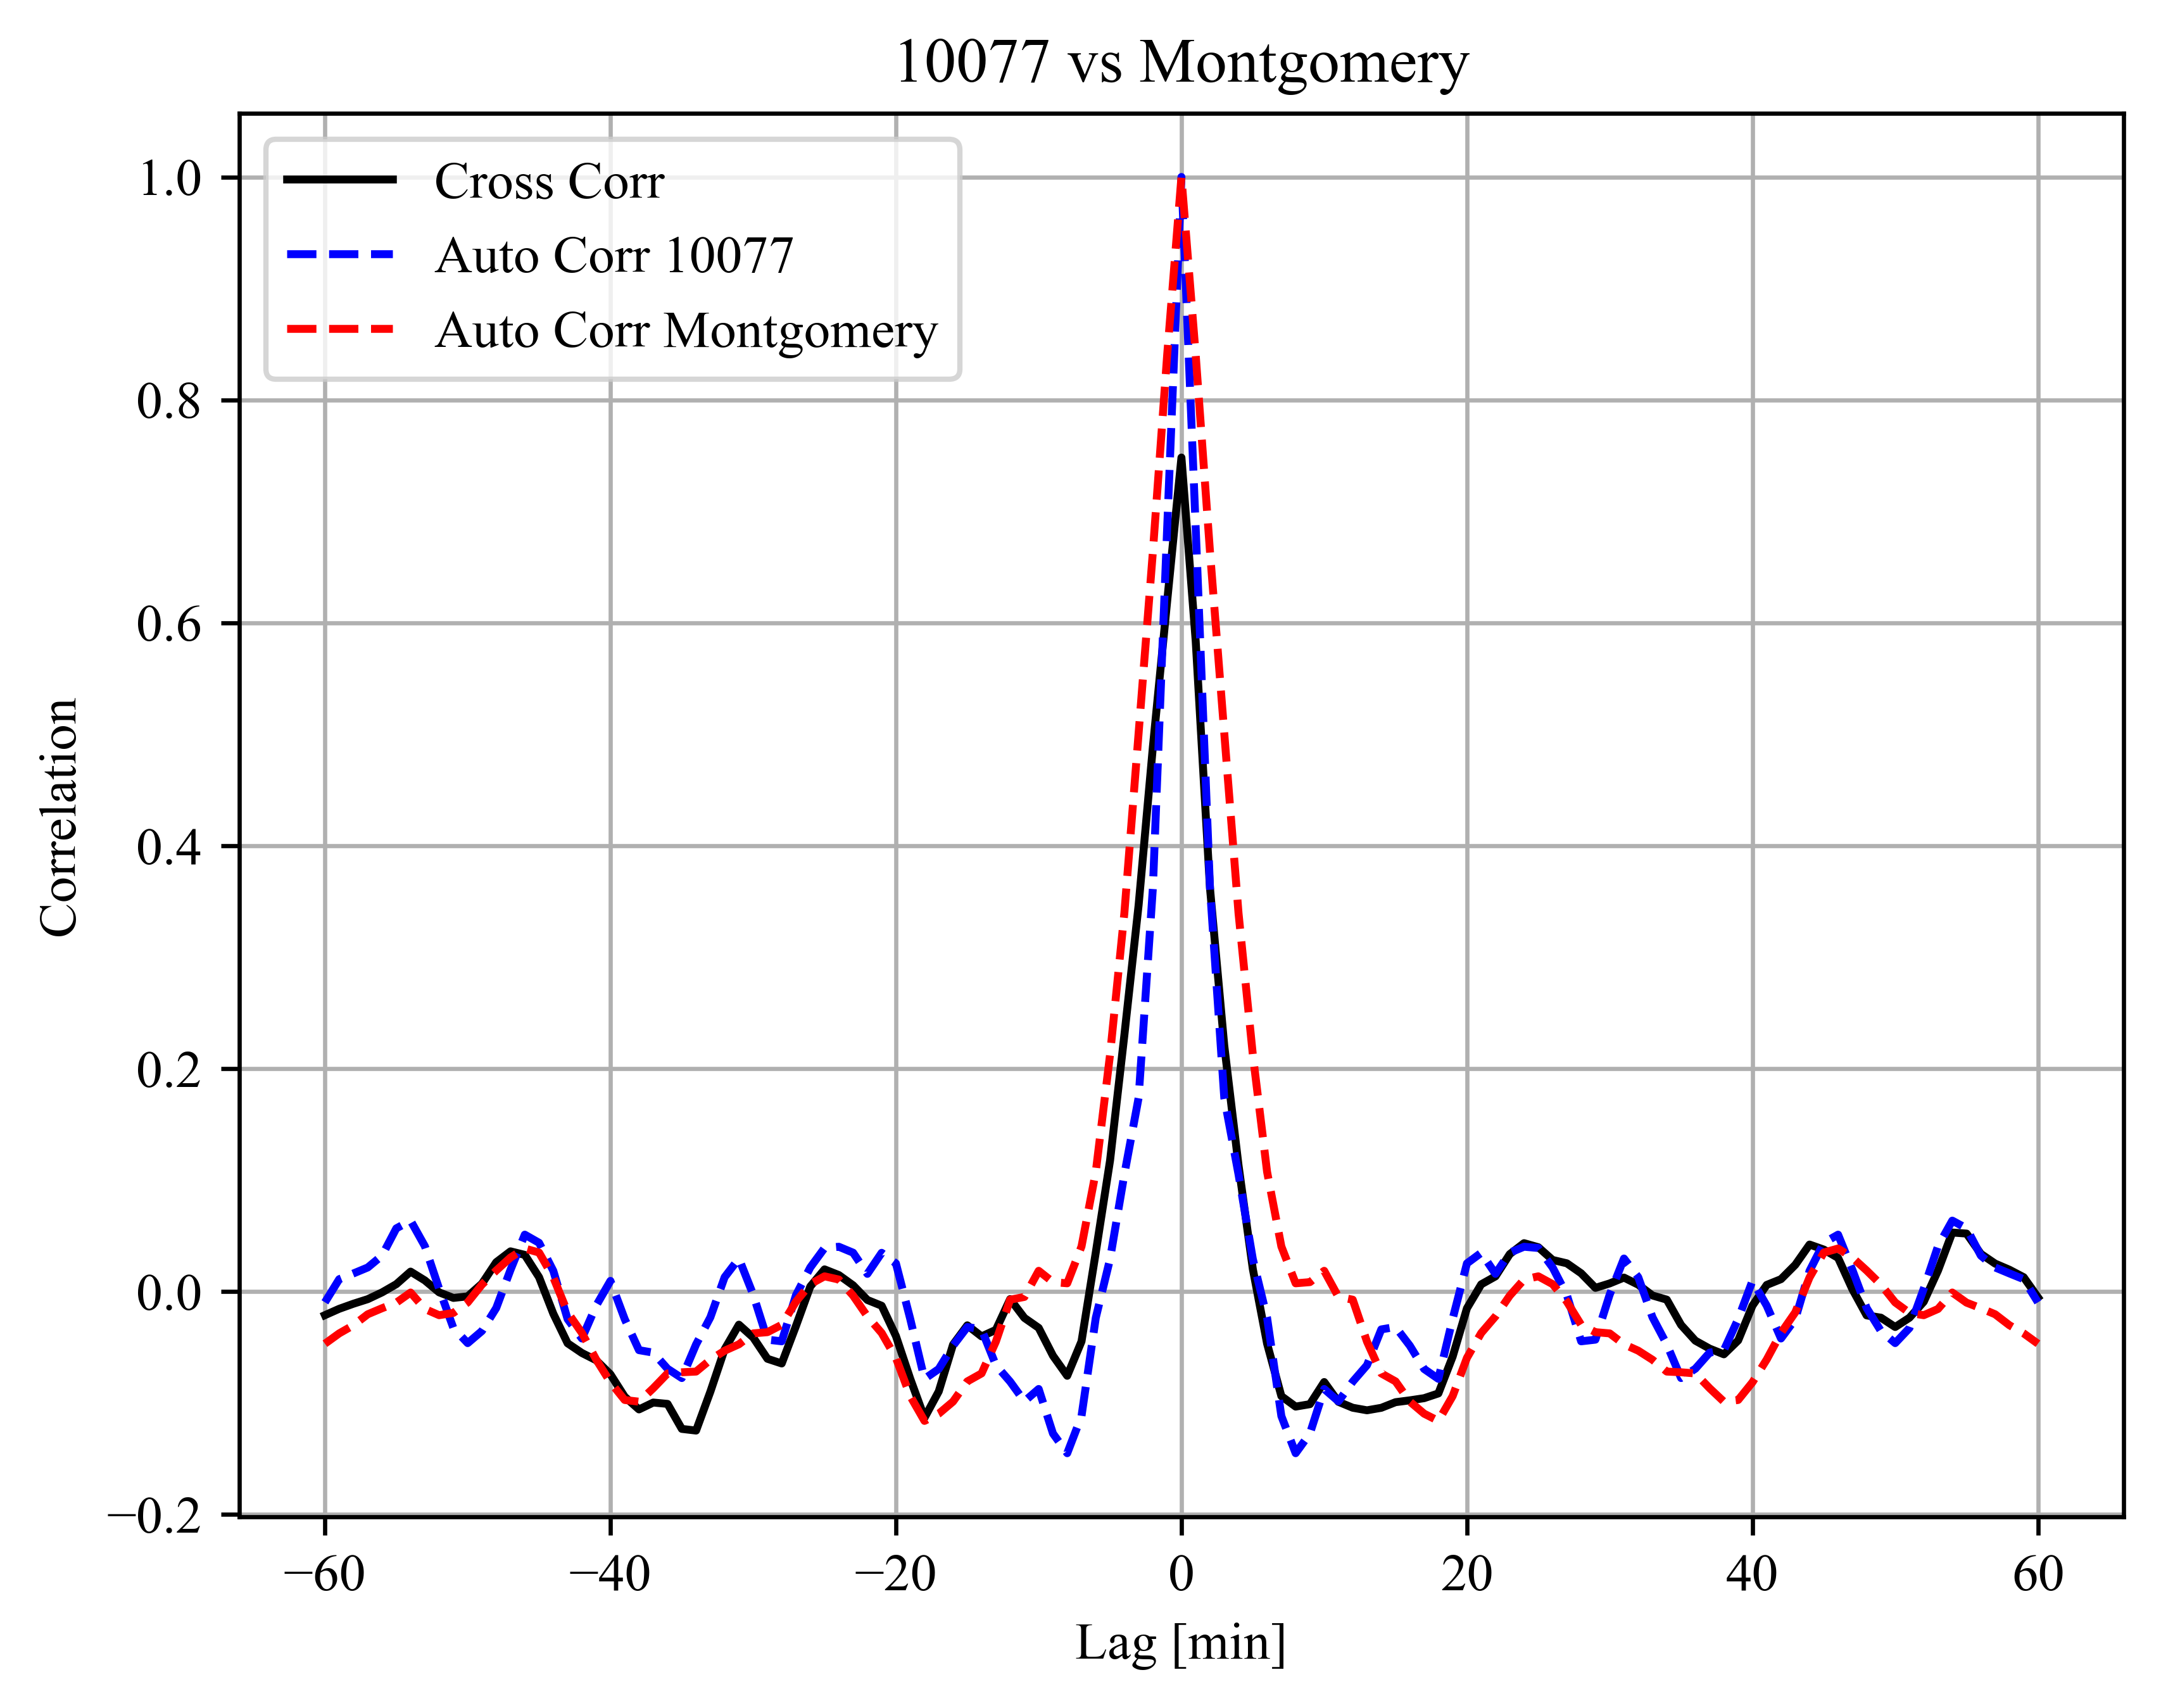 10077 vs Montgomery
Cross Corr
Auto Corr 10077
Auto Corr Montgomery
1.0
0.8
0.6
0.4
0.2
0.0
−0.2
Correlation
−60 −40 −20 0 20 40 60
Lag [min]